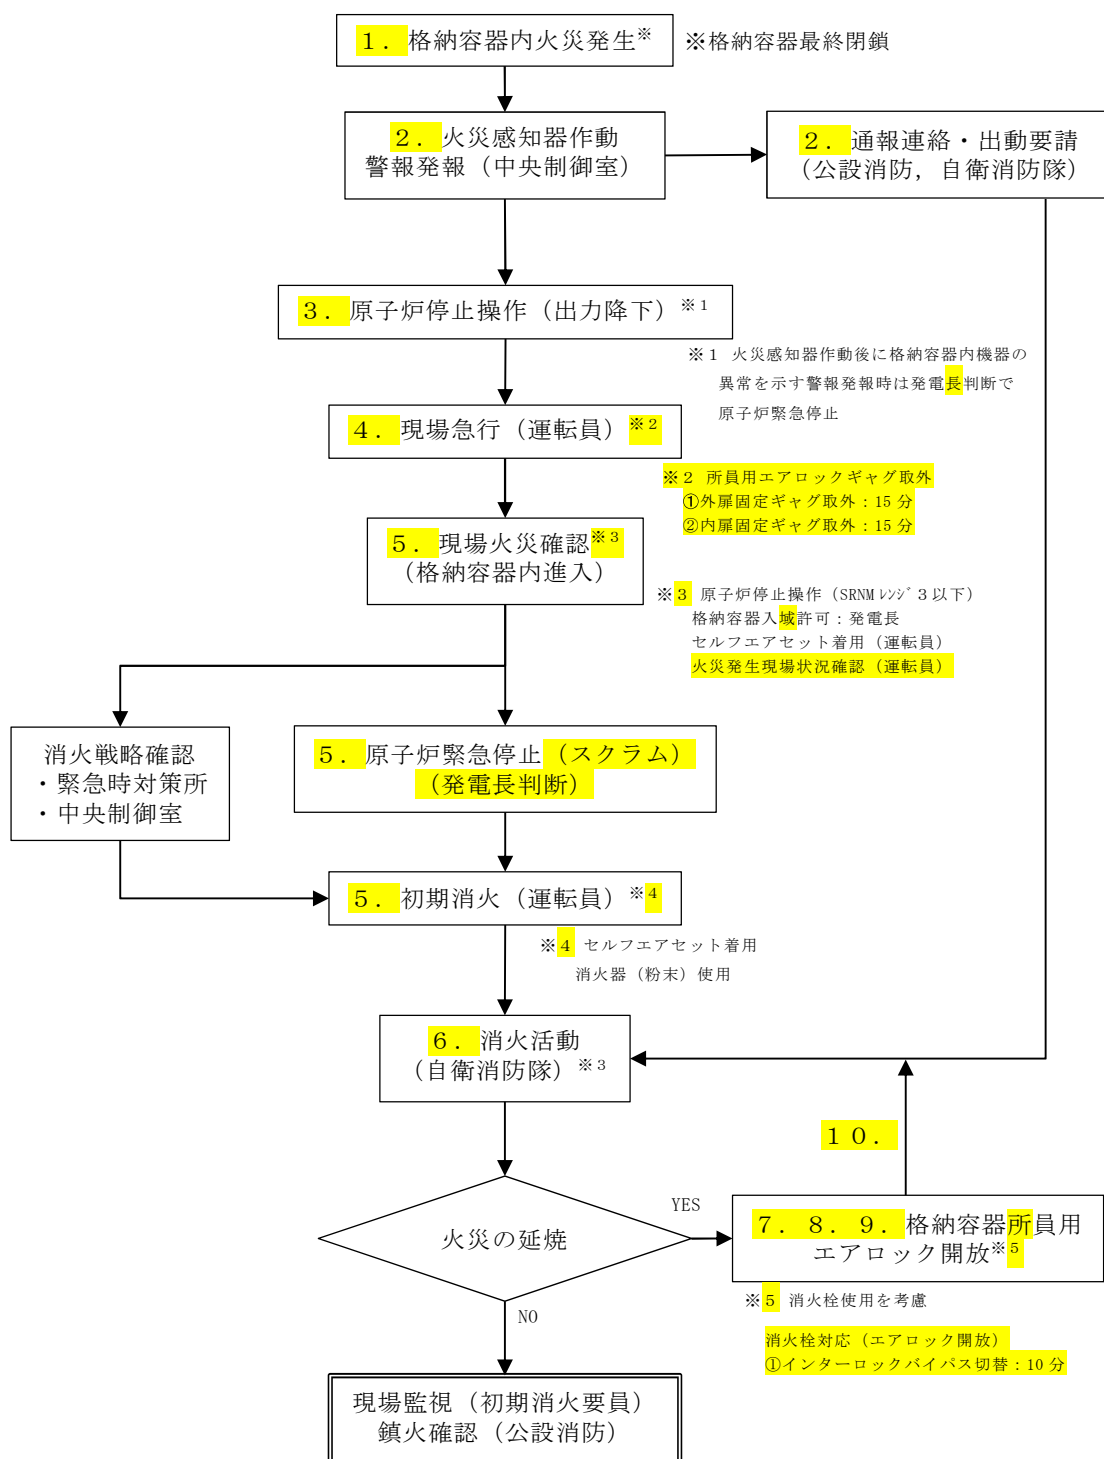 １．格納容器内火災発生※
※格納容器最終閉鎖
２．火災感知器作動
警報発報（中央制御室）
２．通報連絡・出動要請
（公設消防，自衛消防隊）
３．原子炉停止操作（出力降下）※1
※１ 火災感知器作動後に格納容器内機器の
異常を示す警報発報時は発電長判断で
原子炉緊急停止
４．現場急行（運転員）※2
※２ 所員用エアロックギャグ取外
①外扉固定ギャグ取外：15 分
②内扉固定ギャグ取外：15 分
５．現場火災確認※3
（格納容器内進入）
※３ 原子炉停止操作（SRNM ﾚﾝｼﾞ３以下）
格納容器入域許可：発電長
セルフエアセット着用（運転員）
火災発生現場状況確認（運転員）
消火戦略確認
・緊急時対策所
・中央制御室
５．原子炉緊急停止（スクラム）
（発電長判断）
５．初期消火（運転員）※4
※４ セルフエアセット着用
消火器（粉末）使用
６．消火活動
（自衛消防隊）※3
１０．
火災の延焼
YES
７．８．９．格納容器所員用
エアロック開放※5
※５ 消火栓使用を考慮
消火栓対応（エアロック開放）
①インターロックバイパス切替：10 分
NO
現場監視（初期消火要員）
鎮火確認（公設消防）